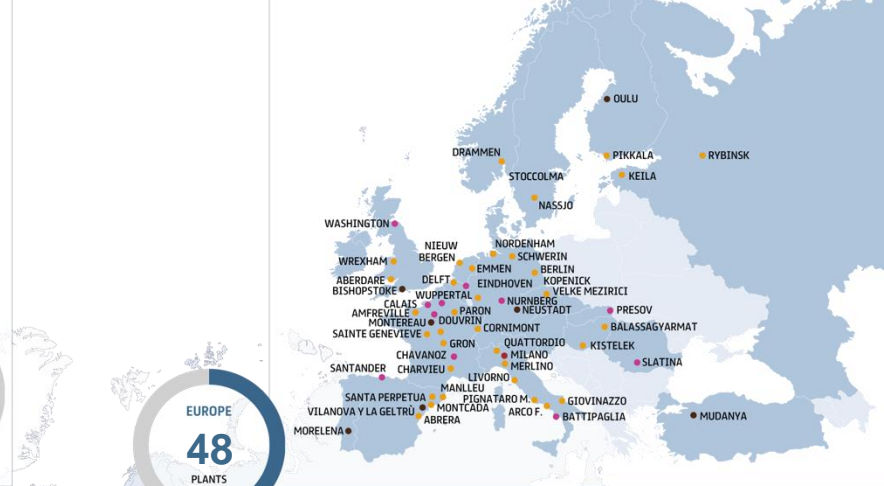 OULU
DRAMMEN
PIKKALA
RYBINSK
STOCCOLMA
KEILA
NASSJO
WASHINGTON
NIEUW
BERGEN
NORDENHAM
SCHWERIN
WREXHAM
EMMEN
BERLIN
KOPENICK
ABERDARE
DELFT
EINDHOVEN
BISHOPSTOKE
WUPPERTAL
VELKE MEZIRICI
CALAIS
NURNBERG
AMFREVILLE
PARON
NEUSTADT
PRESOV
MONTEREAU
DOUVRIN
CORNIMONT
BALASSAGYARMAT
SAINTE GENEVIEVE
GRON
QUATTORDIO
KISTELEK
CHAVANOZ
MILANO
SANTANDER
CHARVIEU
MERLINO
SLATINA
LIVORNO
MANLLEU
SANTA PERPETUA
PIGNATARO M.
GIOVINAZZO
VILANOVA Y LA GELTRÙ
MONTCADA
ARCO F.
BATTIPAGLIA
MUDANYA
ABRERA
MORELENA
EUROPE
48
PLANTS